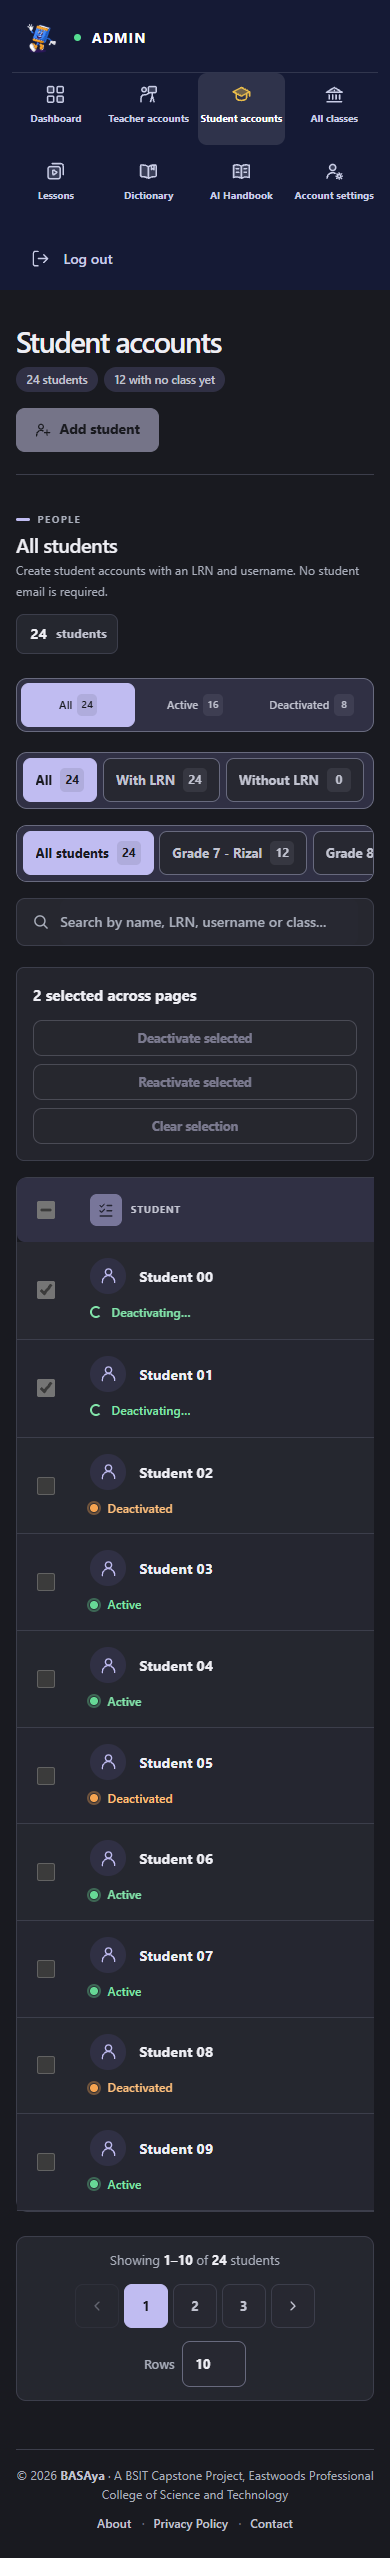 ADMIN
Dashboard
Teacher accounts
Student accounts
All classes
Lessons
Dictionary
AI Handbook
Account settings
Log out
Student accounts
24 students
12 with no class yet
Add student
PEOPLE
All students
Create student accounts with an LRN and username. No student
email is required.
24 students
All 24
Active 16
Deactivated 8
All 24
With LRN 24
Without LRN 0
All students 24
Grade 7 - Rizal 12
Grade 8
Search by name, LRN, username or class...
2 selected across pages
Deactivate selected
Reactivate selected
Clear selection
STUDENT
Student 00
Deactivating...
Student 01
Deactivating...
Student 02
Deactivated
Student 03
Active
Student 04
Active
Student 05
Deactivated
Student 06
Active
Student 07
Active
Student 08
Deactivated
Student 09
Active
Showing 1–10 of 24 students
1 2 3
Rows 10
© 2026 BASAya · A BSIT Capstone Project, Eastwoods Professional
College of Science and Technology
About · Privacy Policy · Contact